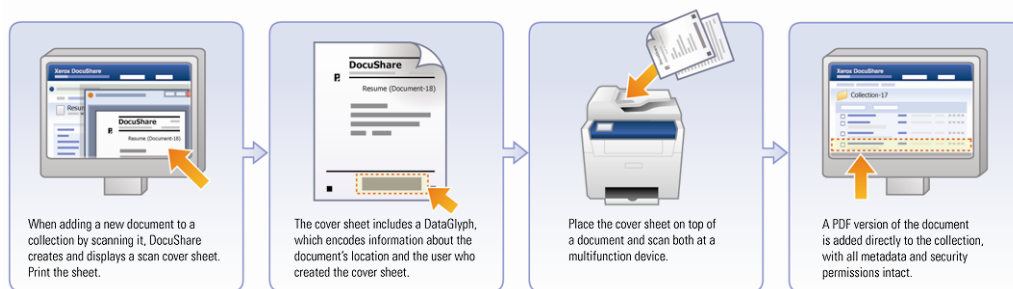 Xerox DocuShare
Resum
DocuShare
Resume (Document-18)
When adding a new document to a
collection by scanning it, DocuShare
creates and displays a scan cover sheet.
Print the sheet.
DocuShare
Resume (Document-18)
The cover sheet includes a DataGlyph,
which encodes information about the
document's location and the user who
created the cover sheet.
Place the cover sheet on top of
a document and scan both at a
multifunction device.
Xerox DocuShare
Collection-17
A PDF version of the document
is added directly to the collection,
with all metadata and security
permissions intact.